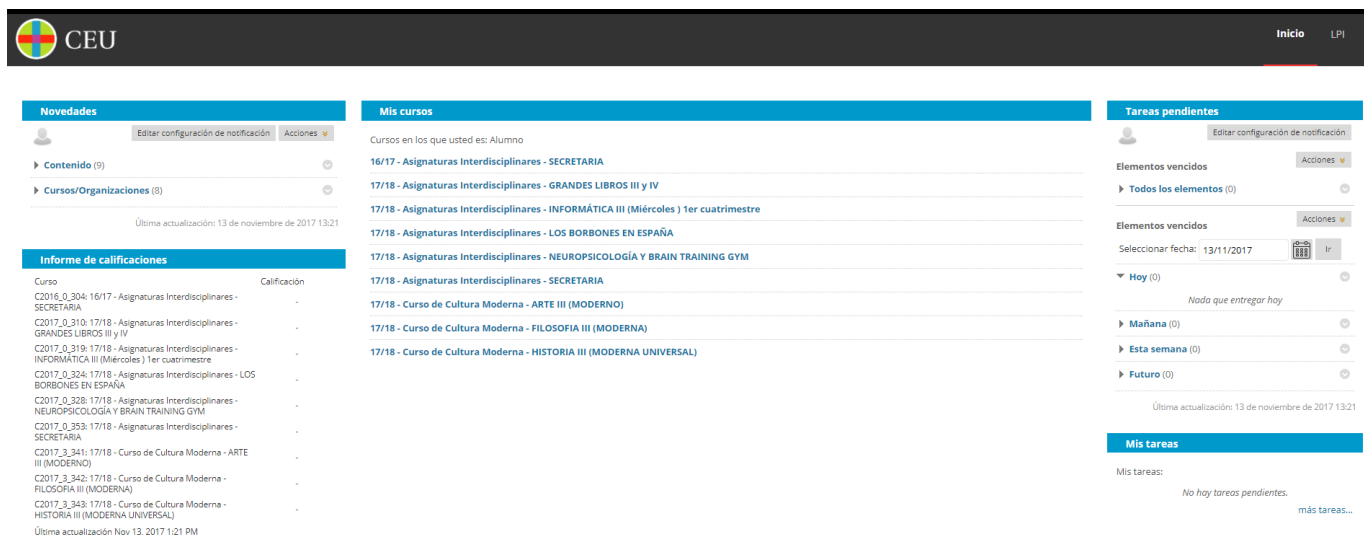 CEU
Inicio LPI
Novedades
Editar configuración de notificación Acciones
Contenido (9)
Cursos/Organizaciones (8)
Última actualización: 13 de noviembre de 2017 13:21
Informe de calificaciones
Curso Calificación
C2016_0_304: 16/17 - Asignaturas Interdisciplinares -
SECRETARIA -
C2017_0_310: 17/18 - Asignaturas Interdisciplinares -
GRANDES LIBROS III y IV -
C2017_0_319: 17/18 - Asignaturas Interdisciplinares -
INFORMÁTICA III (Miércoles ) 1er cuatrimestre -
C2017_0_324: 17/18 - Asignaturas Interdisciplinares - LOS
BORBONES EN ESPAÑA -
C2017_0_328: 17/18 - Asignaturas Interdisciplinares -
NEUROPSICOLOGÍA Y BRAIN TRAINING GYM -
C2017_0_353: 17/18 - Asignaturas Interdisciplinares -
SECRETARIA -
C2017_3_341: 17/18 - Curso de Cultura Moderna - ARTE
III (MODERNO) -
C2017_3_342: 17/18 - Curso de Cultura Moderna -
FILOSOFIA III (MODERNA) -
C2017_3_343: 17/18 - Curso de Cultura Moderna -
HISTORIA III (MODERNA UNIVERSAL) -
Última actualización Nov 13, 2017 1:21 PM
Mis cursos
Cursos en los que usted es: Alumno
16/17 - Asignaturas Interdisciplinares - SECRETARIA
17/18 - Asignaturas Interdisciplinares - GRANDES LIBROS III y IV
17/18 - Asignaturas Interdisciplinares - INFORMÁTICA III (Miércoles ) 1er cuatrimestre
17/18 - Asignaturas Interdisciplinares - LOS BORBONES EN ESPAÑA
17/18 - Asignaturas Interdisciplinares - NEUROPSICOLOGÍA Y BRAIN TRAINING GYM
17/18 - Asignaturas Interdisciplinares - SECRETARIA
17/18 - Curso de Cultura Moderna - ARTE III (MODERNO)
17/18 - Curso de Cultura Moderna - FILOSOFIA III (MODERNA)
17/18 - Curso de Cultura Moderna - HISTORIA III (MODERNA UNIVERSAL)
Tareas pendientes
Editar configuración de notificación
Acciones
Elementos vencidos
Todos los elementos (0)
Acciones
Elementos vencidos
Seleccionar fecha: 13/11/2017 Ir
Hoy (0)
Nada que entregar hoy
Mañana (0)
Esta semana (0)
Futuro (0)
Última actualización: 13 de noviembre de 2017 13:21
Mis tareas
Mis tareas:
No hay tareas pendientes.
más tareas...